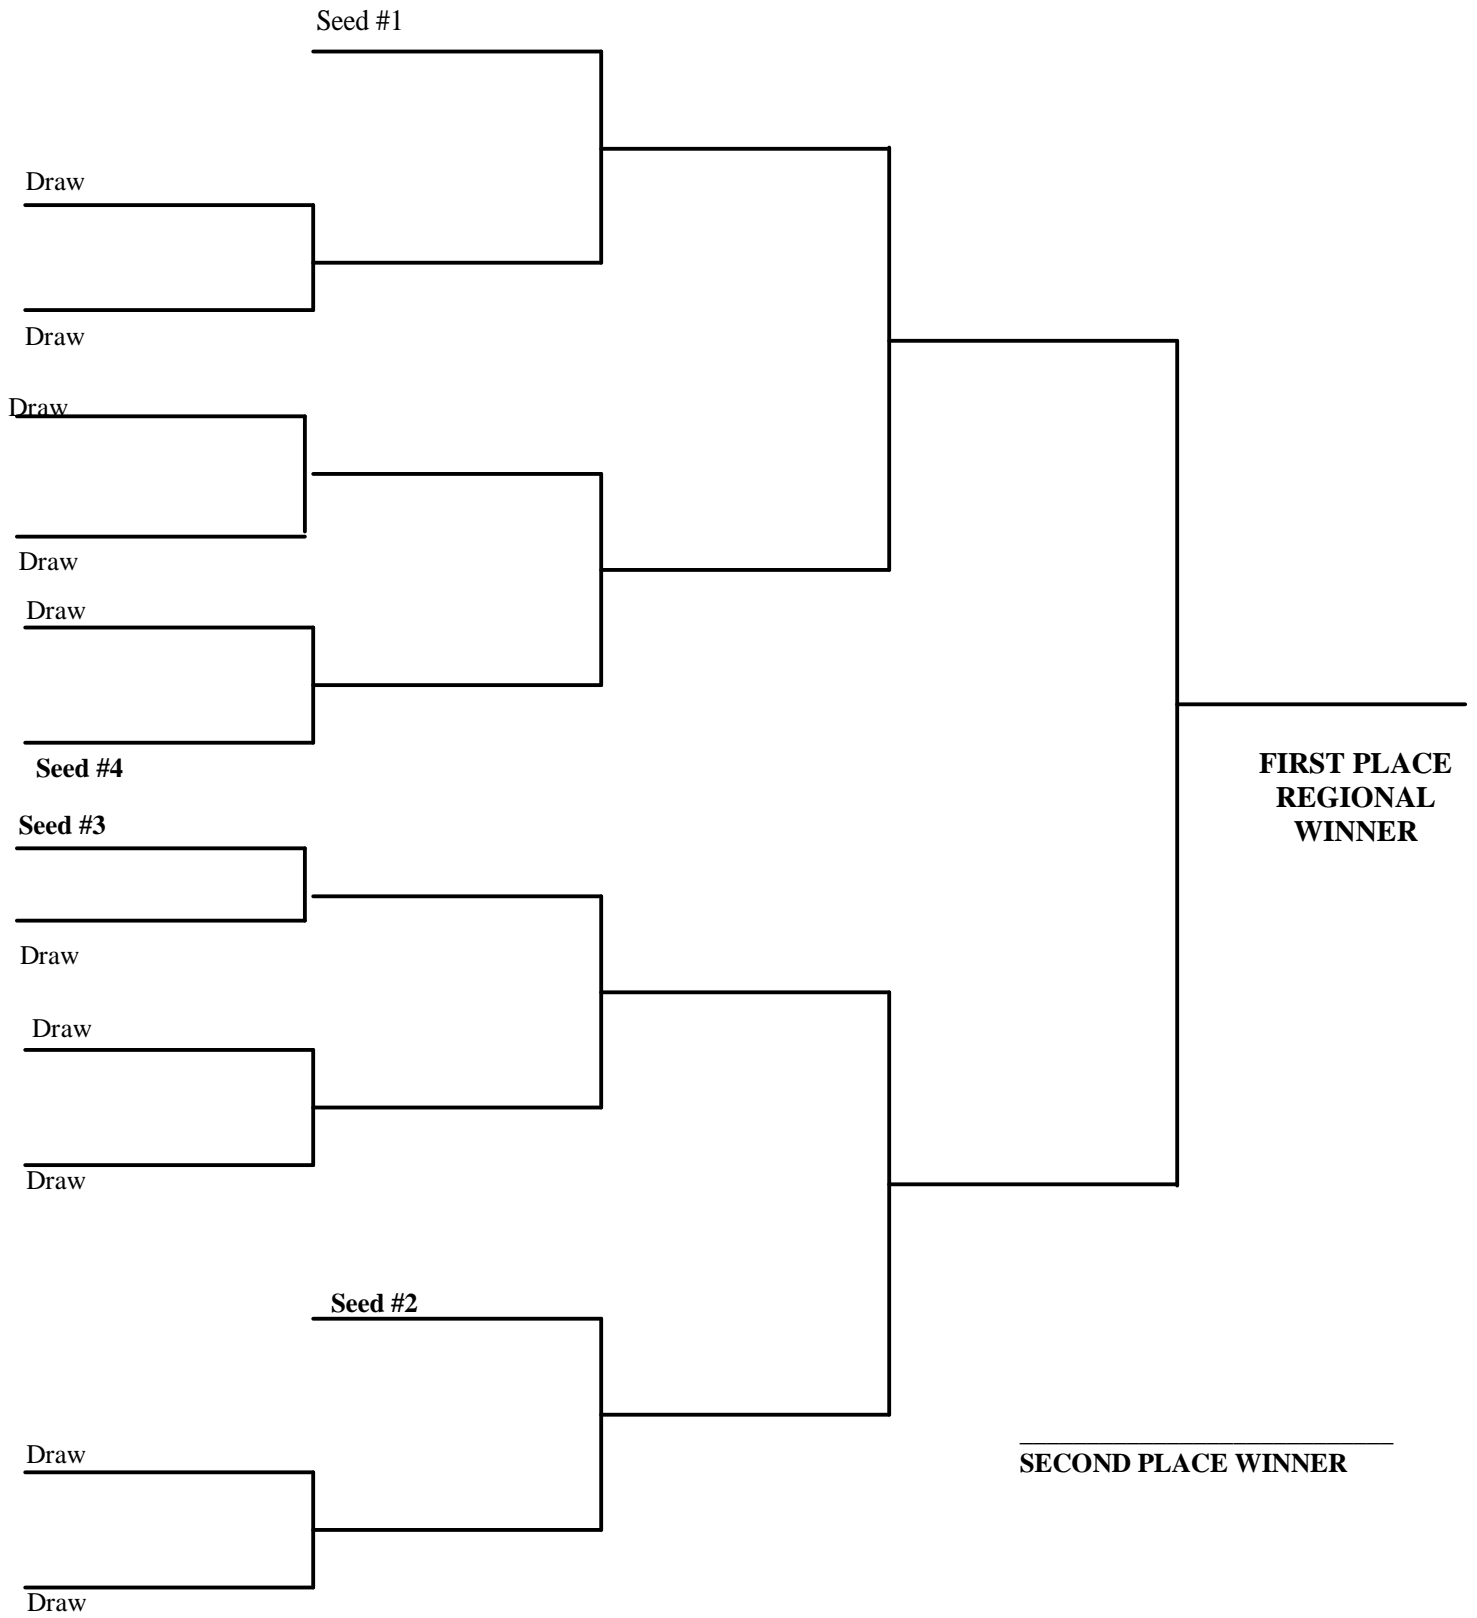 Seed #1
Draw
Draw
Draw
Draw
Draw
Seed #4
FIRST PLACE
REGIONAL
WINNER
Seed #3
Draw
Draw
Draw
Seed #2
Draw
SECOND PLACE WINNER
Draw